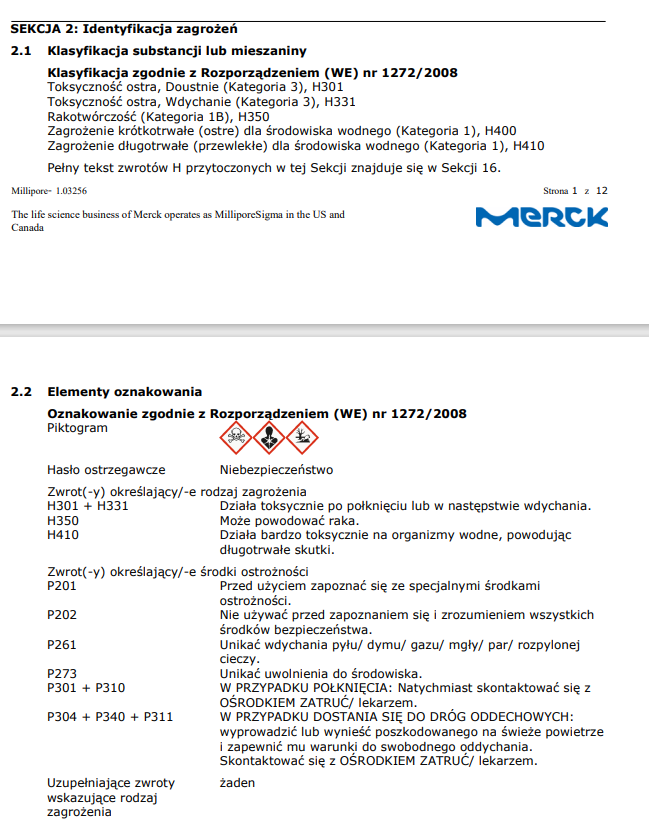 SEKCJA 2: Identyfikacja zagrożeń
2.1 Klasyfikacja substancji lub mieszaniny
Klasyfikacja zgodnie z Rozporządzeniem (WE) nr 1272/2008
Toksyczność ostra, Doustnie (Kategoria 3), H301
Toksyczność ostra, Wdychanie (Kategoria 3), H331
Rakotwórczość (Kategoria 1B), H350
Zagrożenie krótkotrwałe (ostre) dla środowiska wodnego (Kategoria 1), H400
Zagrożenie długotrwałe (przewlekłe) dla środowiska wodnego (Kategoria 1), H410
Pełny tekst zwrotów H przytoczonych w tej Sekcji znajduje się w Sekcji 16.
Millipore- 1.03256 Strona 1 z 12
The life science business of Merck operates as MilliporeSigma in the US and
Canada
MERCK
2.2 Elementy oznakowania
Oznakowanie zgodnie z Rozporządzeniem (WE) nr 1272/2008
Piktogram
Hasło ostrzegawcze Niebezpieczeństwo
Zwrot(-y) określający/-e rodzaj zagrożenia
H301 + H331 Działa toksycznie po połknięciu lub w następstwie wdychania.
H350 Może powodować raka.
H410 Działa bardzo toksycznie na organizmy wodne, powodując
długotrwałe skutki.
Zwrot(-y) określający/-e środki ostrożności
P201 Przed użyciem zapoznać się ze specjalnymi środkami
ostrożności.
P202 Nie używać przed zapoznaniem się i zrozumieniem wszystkich
środków bezpieczeństwa.
P261 Unikać wdychania pyłu/ dymu/ gazu/ mgły/ par/ rozpylonej
cieczy.
P273 Unikać uwolnienia do środowiska.
P301 + P310 W PRZYPADKU POŁKNIĘCIA: Natychmiast skontaktować się z
OŚRODKIEM ZATRUĆ/ lekarzem.
P304 + P340 + P311 W PRZYPADKU DOSTANIA SIĘ DO DRÓG ODDECHOWYCH:
wyprowadzić lub wynieść poszkodowanego na świeże powietrze
i zapewnić mu warunki do swobodnego oddychania.
Skontaktować się z OŚRODKIEM ZATRUĆ/ lekarzem.
Uzupełniające zwroty żaden
wskazujące rodzaj
zagrożenia